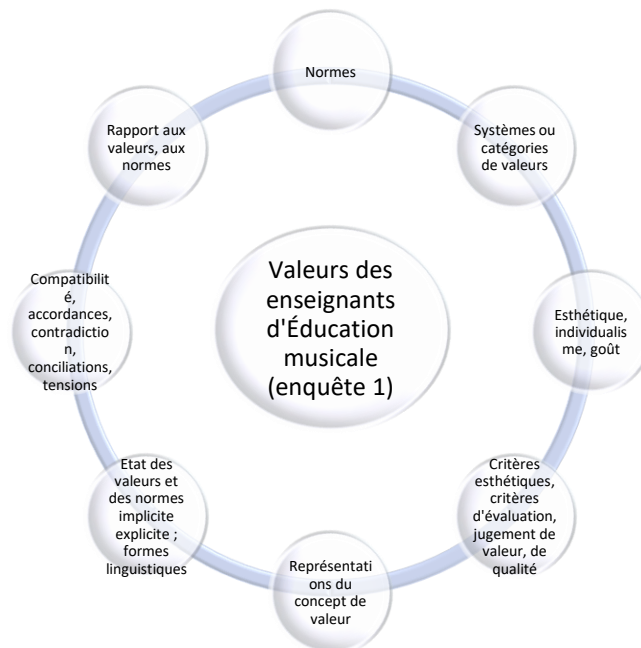 Normes
Systèmes ou
catégories
de valeurs
Esthétique,
individualis
me, goût
Critères
esthétiques,
critères
d'évaluation,
jugement de
valeur, de
qualité
Représentati
ons du
concept de
valeur
Etat des
valeurs et
des normes
implicite
explicite ;
formes
linguistiques
Compatibilit
é,
accordances,
contradictio
n,
conciliations,
tensions
Rapport aux
valeurs, aux
normes
Valeurs des
enseignants
d'Éducation
musicale
(enquête 1)